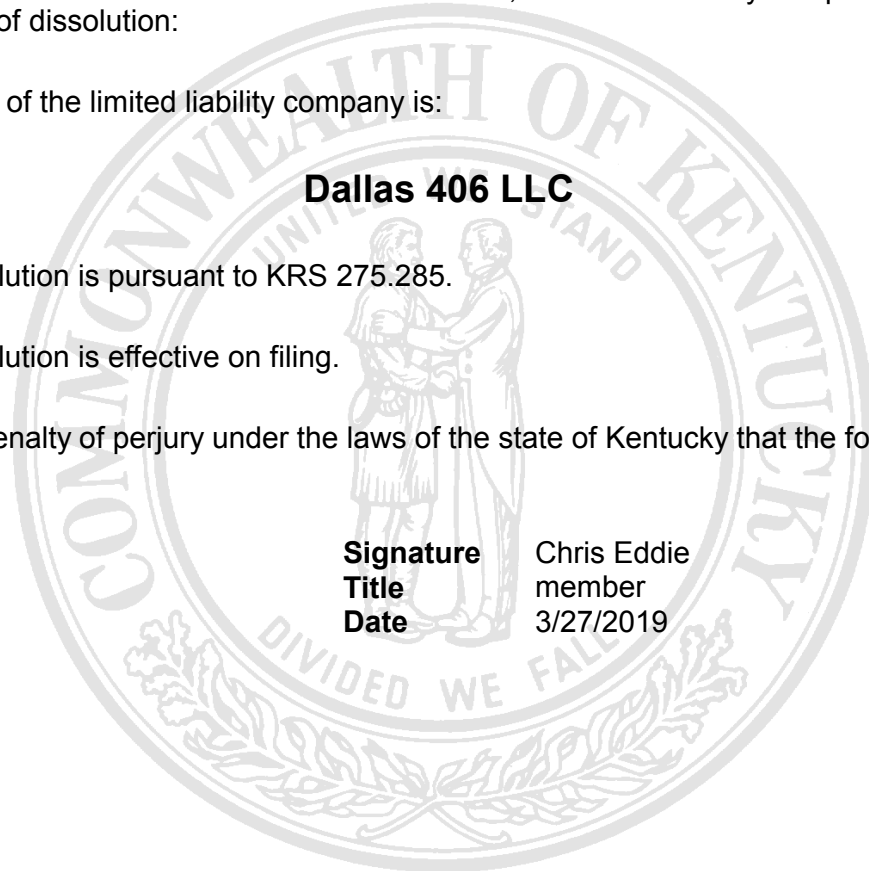 of dissolution:
of the limited liability company is:
Dallas 406 LLC
lution is pursuant to KRS 275.285.
lution is effective on filing.
enalty of perjury under the laws of the state of Kentucky that the fo
Signature Chris Eddie
Title member
Date 3/27/2019
COMMONWEALTH OF KENTUCKY
UNITED WE STAND
DIVIDED WE FALL